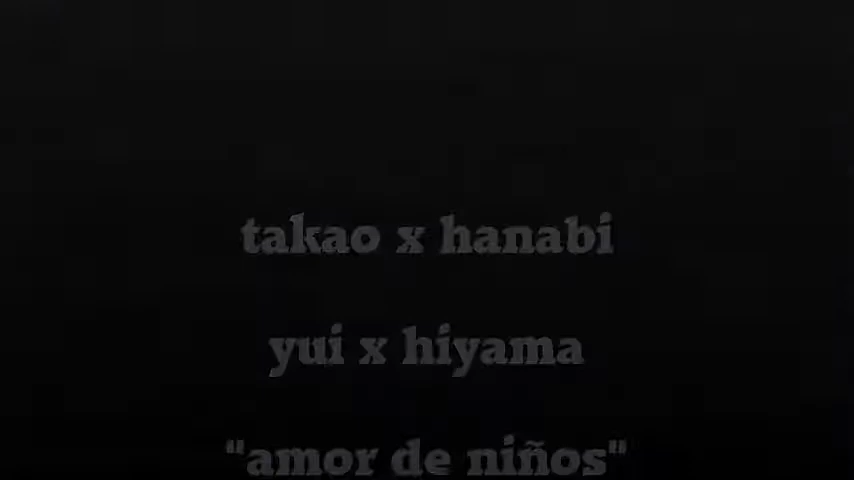 takao x hanabi
yui x hiyama
"amor de niños"